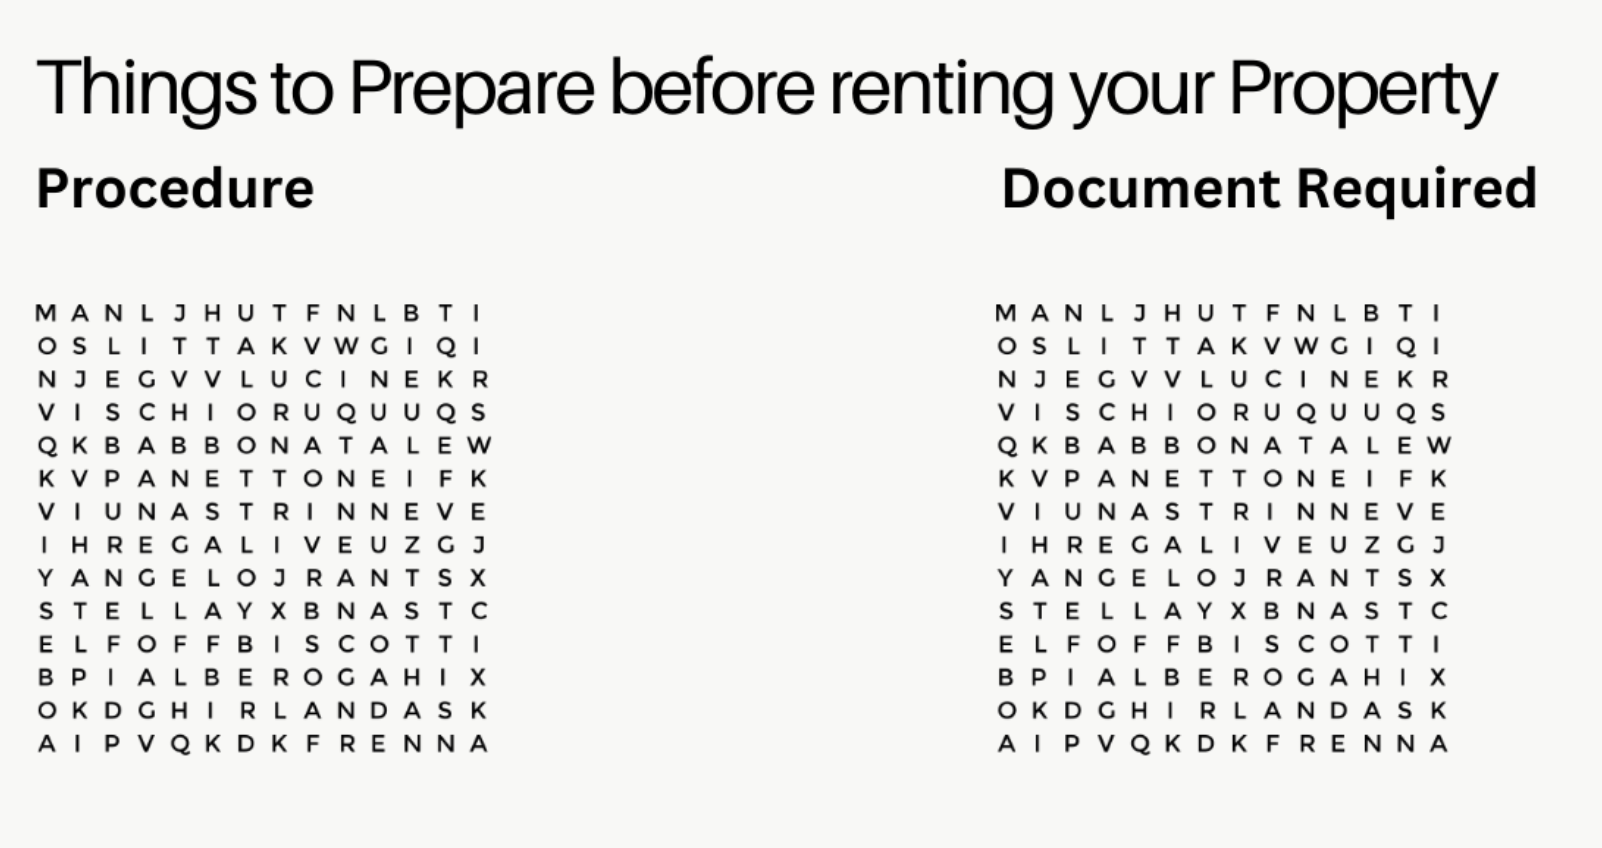 Things to Prepare before renting your Property
Procedure
M A N L J H U T F N L B T I
O S L I T T A K V W G I Q I
N J E G V V L U C I N E K R
V I S C H I O R U Q U U Q S
Q K B A B B O N A T A L E W
K V P A N E T T O N E I F K
V I U N A S T R I N N E V E
I H R E G A L I V E U Z G J
Y A N G E L O J R A N T S X
S T E L L A Y X B N A S T C
E L F O F F B I S C O T T I
B P I A L B E R O G A H I X
O K D G H I R L A N D A S K
A I P V Q K D K F R E N N A
Document Required
M A N L J H U T F N L B T I
O S L I T T A K V W G I Q I
N J E G V V L U C I N E K R
V I S C H I O R U Q U U Q S
Q K B A B B O N A T A L E W
K V P A N E T T O N E I F K
V I U N A S T R I N N E V E
I H R E G A L I V E U Z G J
Y A N G E L O J R A N T S X
S T E L L A Y X B N A S T C
E L F O F F B I S C O T T I
B P I A L B E R O G A H I X
O K D G H I R L A N D A S K
A I P V Q K D K F R E N N A